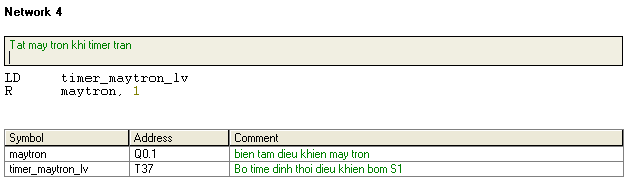 Network 4
Tat may tron khi timer tran
LD timer_maytron_lv
R maytron, 1
Symbol Address Comment
maytron Q0.1 bien tam dieu khien may tron
timer_maytron_lv T37 Bo time dinh thoi dieu khien bom S1